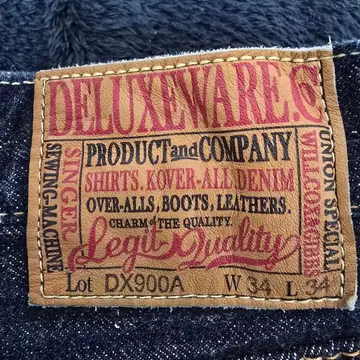 DELUXEWARE.C
PRODUCT and COMPANY
SHIRTS. KOVER-ALL.DENIM
OVER-ALLS, BOOTS, LEATHERS.
CHARM of THE QUALITY.
Legit Quality
SINGER
SEWING-MACHINE
UNION SPECIAL
WILLCOX&GIBBS
Lot DX900A W 34 L 34